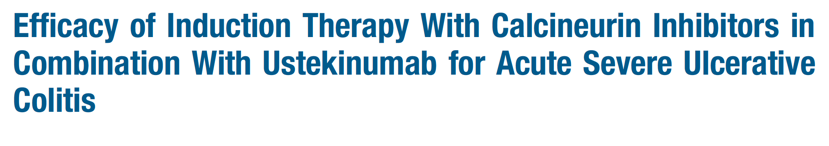 Efficacy of Induction Therapy With Calcineurin Inhibitors in
Combination With Ustekinumab for Acute Severe Ulcerative
Colitis